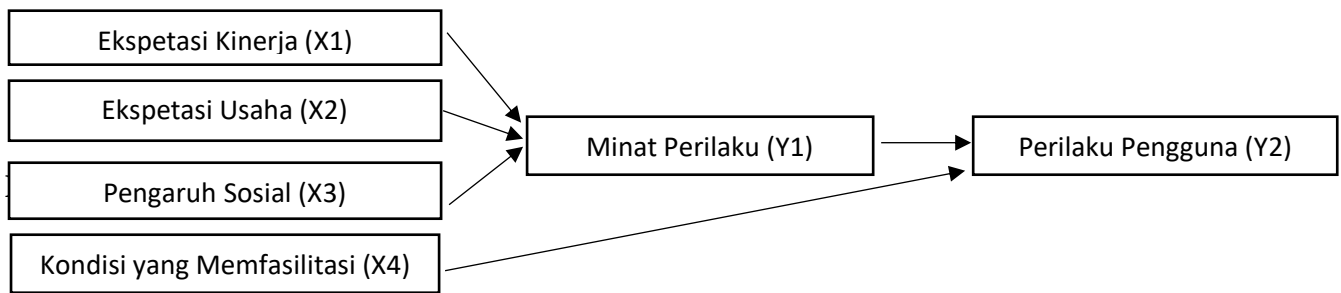 Ekspetasi Kinerja (X1)
Ekspetasi Usaha (X2)
Minat Perilaku (Y1)
Perilaku Pengguna (Y2)
Pengaruh Sosial (X3)
Kondisi yang Memfasilitasi (X4)